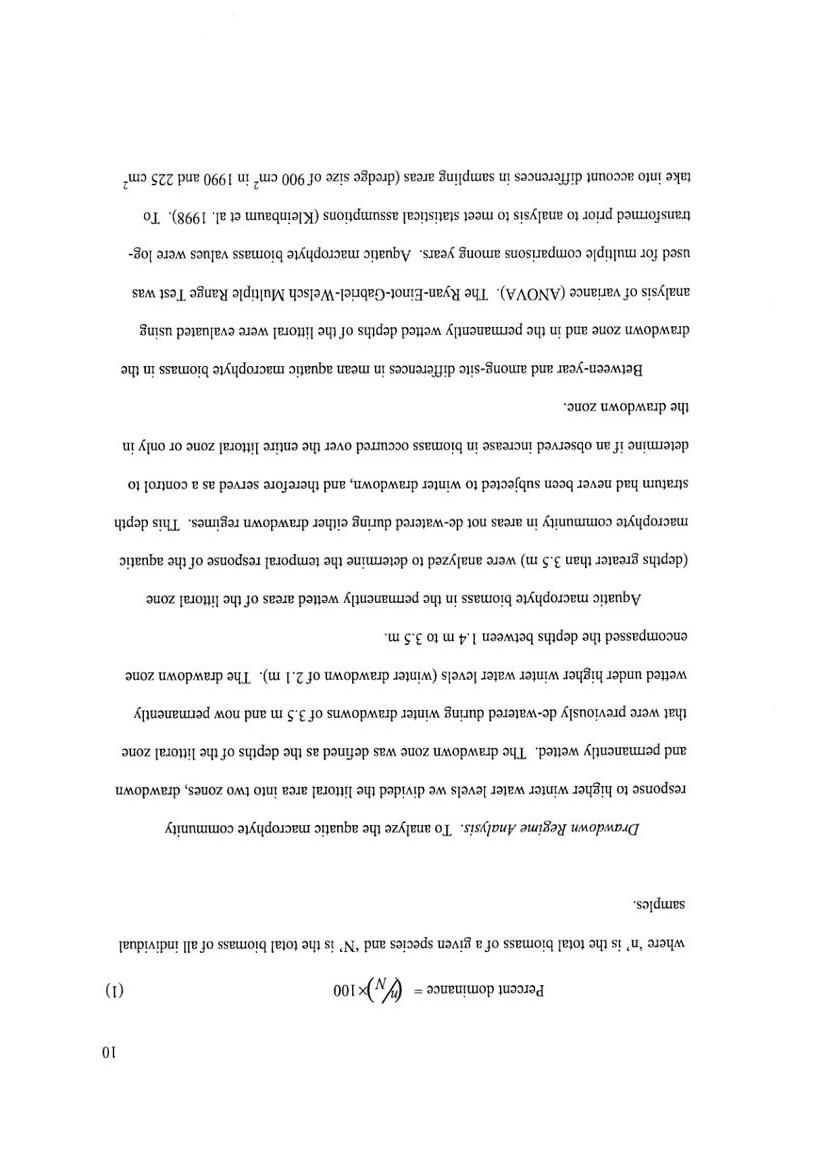 10
Percent dominance = (n/N)×100 (1)
where 'n' is the total biomass of a given species and 'N' is the total biomass of all individual
samples.
Drawdown Regime Analysis. To analyze the aquatic macrophyte community
response to higher winter water levels we divided the littoral area into two zones, drawdown
and permanently wetted. The drawdown zone was defined as the depths of the littoral zone
that were previously de-watered during winter drawdowns of 3.5 m and now permanently
wetted under higher winter water levels (winter drawdown of 2.1 m). The drawdown zone
encompassed the depths between 1.4 m to 3.5 m.
Aquatic macrophyte biomass in the permanently wetted areas of the littoral zone
(depths greater than 3.5 m) were analyzed to determine the temporal response of the aquatic
macrophyte community in areas not de-watered during either drawdown regimes. This depth
stratum had never been subjected to winter drawdown, and therefore served as a control to
determine if an observed increase in biomass occurred over the entire littoral zone or only in
the drawdown zone.
Between-year and among-site differences in mean aquatic macrophyte biomass in the
drawdown zone and in the permanently wetted depths of the littoral were evaluated using
analysis of variance (ANOVA). The Ryan-Einot-Gabriel-Welsch Multiple Range Test was
used for multiple comparisons among years. Aquatic macrophyte biomass values were log-
transformed prior to analysis to meet statistical assumptions (Kleinbaum et al. 1998). To
take into account differences in sampling areas (dredge size of 900 cm² in 1990 and 225 cm²